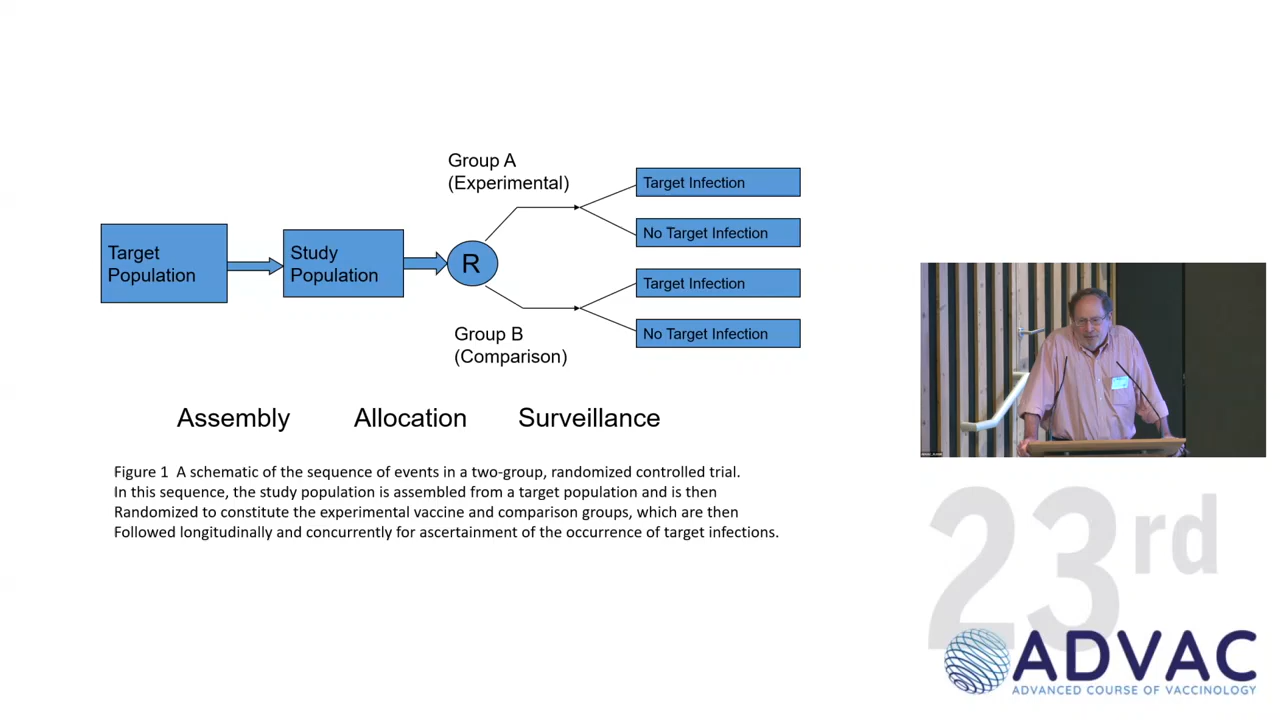 Group A
(Experimental)
Target Infection
No Target Infection
Target
Population
Study
Population
R
Target Infection
No Target Infection
Group B
(Comparison)
Assembly
Allocation
Surveillance
Figure 1 A schematic of the sequence of events in a two-group, randomized controlled trial.
In this sequence, the study population is assembled from a target population and is then
Randomized to constitute the experimental vaccine and comparison groups, which are then
Followed longitudinally and concurrently for ascertainment of the occurrence of target infections.
23rd
ADVAC
ADVANCED COURSE OF VACCINOLOGY